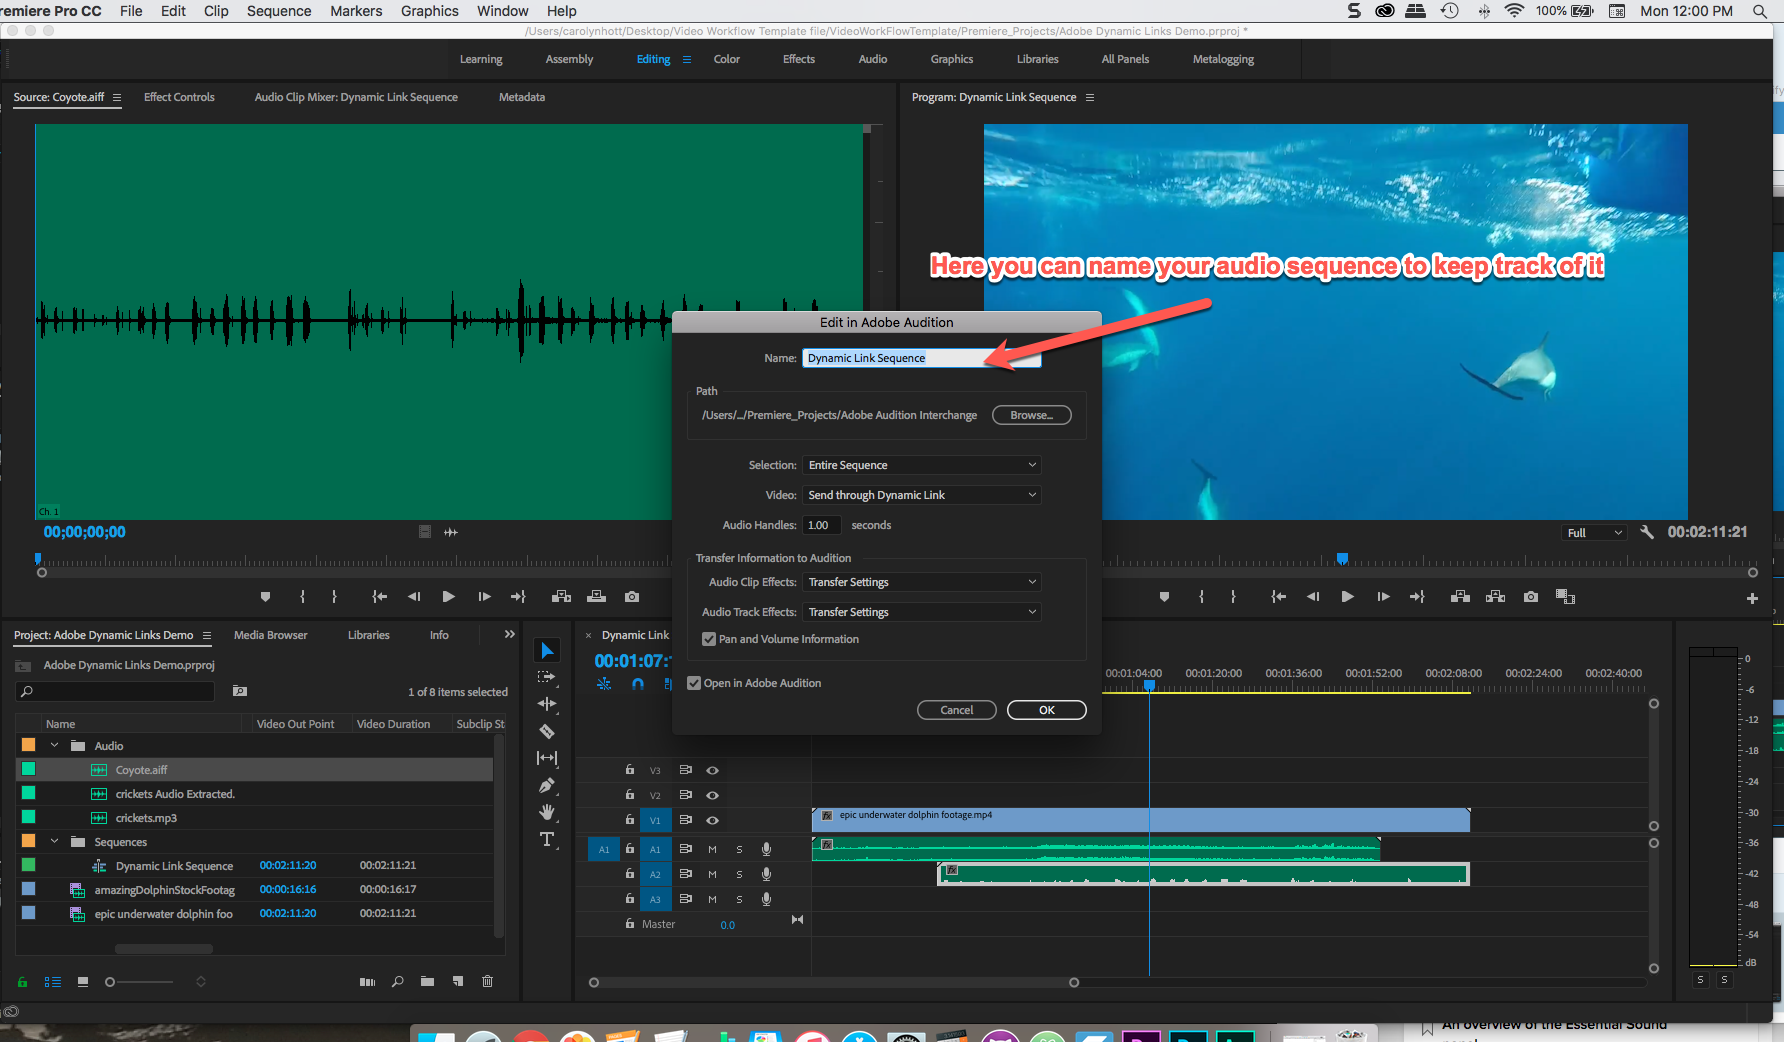 remiere Pro CC File Edit Clip Sequence Markers Graphics Window Help 100% Mon 12:00 PM
/Users/carolynhott/Desktop/Video Workflow Template file/VideoWorkFlowTemplate/Premiere_Projects/Adobe Dynamic Links Demo.prproj *
Learning Assembly Editing Color Effects Audio Graphics Libraries All Panels Metalogging
Source: Coyote.aiff Effect Controls Audio Clip Mixer: Dynamic Link Sequence Metadata
Program: Dynamic Link Sequence
Here you can name your audio sequence to keep track of it
Ch. 1
00;00;00;00
Full 00:02:11:21
Edit in Adobe Audition
Name: Dynamic Link Sequence
Path
/Users/.../Premiere_Projects/Adobe Audition Interchange Browse...
Selection: Entire Sequence
Video: Send through Dynamic Link
Audio Handles: 1.00 seconds
Transfer Information to Audition
Audio Clip Effects: Transfer Settings
Audio Track Effects: Transfer Settings
Pan and Volume Information
Open in Adobe Audition
Cancel OK
Project: Adobe Dynamic Links Demo Media Browser Libraries Info
Adobe Dynamic Links Demo.prproj
1 of 8 items selected
Name Video Out Point Video Duration Subclip St
Audio
Coyote.aiff
crickets Audio Extracted.
crickets.mp3
Sequences
Dynamic Link Sequence 00:02:11:20 00:02:11:21
amazingDolphinStockFootag 00:00:16:16 00:00:16:17
epic underwater dolphin foo 00:02:11:20 00:02:11:21
× Dynamic Link
00:01:07:
00:01:04:00 00:01:20:00 00:01:36:00 00:01:52:00 00:02:08:00 00:02:24:00 00:02:40:00
V3
V2
V1 epic underwater dolphin footage.mp4
A1 A1 M S
A2 M S
A3 M S
Master 0.0
0
-6
-12
-18
-24
-30
-36
-42
-48
-54
dB
S S
An overview of the Essential Sound